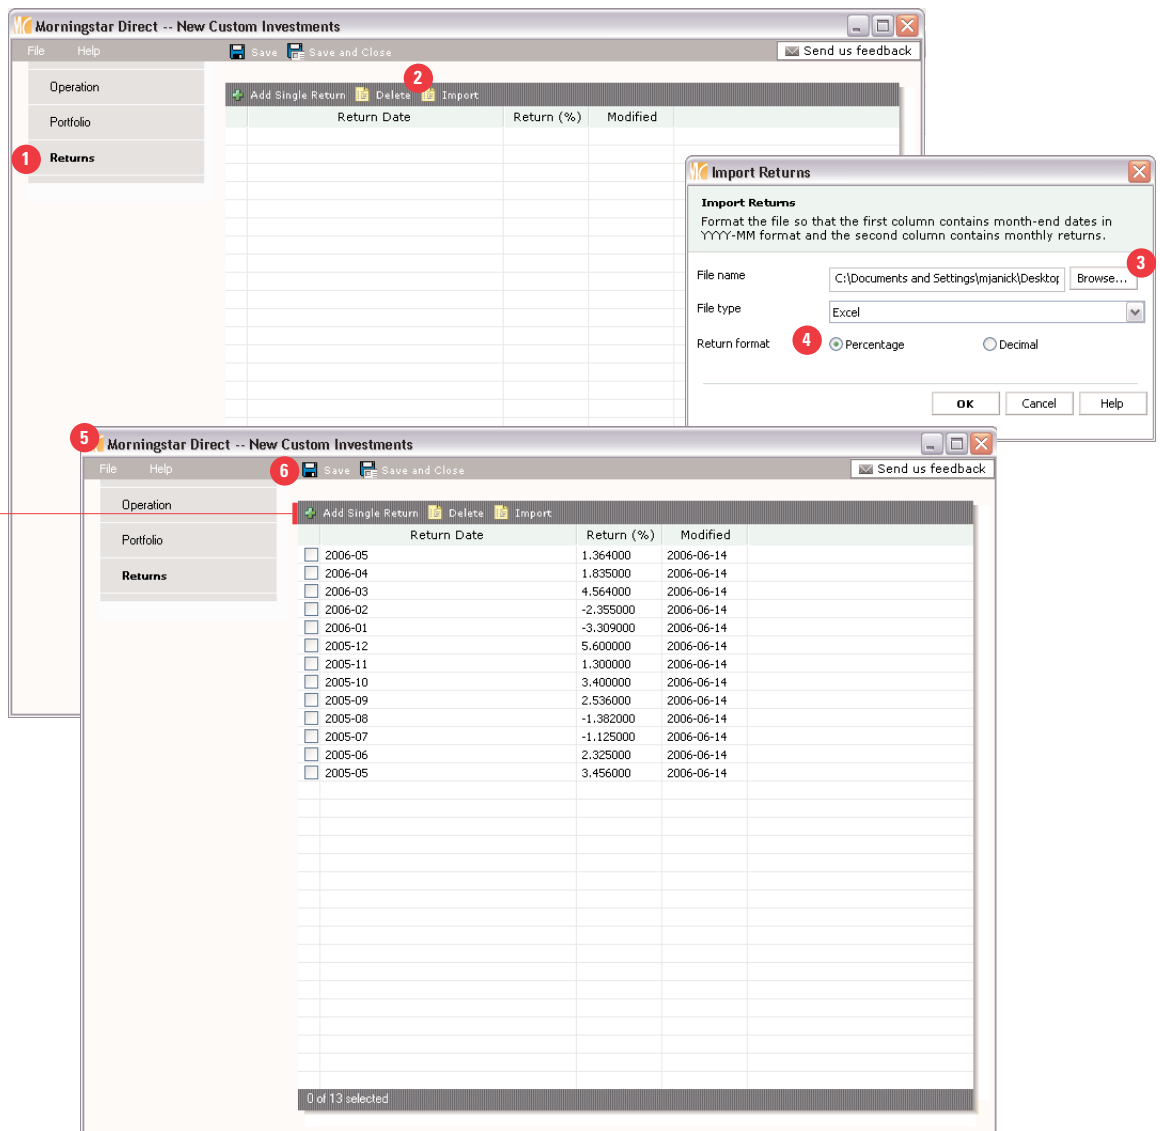 Morningstar Direct -- New Custom Investments
File Help Save Save and Close Send us feedback
2
Operation
Add Single Return Delete Import
Portfolio
Return Date Return (%) Modified
1 Returns
Import Returns
Import Returns
Format the file so that the first column contains month-end dates in
YYYY-MM format and the second column contains monthly returns.
3
File name C:\Documents and Settings\mjanick\Desktop Browse...
File type Excel
Return format 4 Percentage Decimal
OK Cancel Help
5 Morningstar Direct -- New Custom Investments
File Help 6 Save Save and Close Send us feedback
Operation
Add Single Return Delete Import
Portfolio
Return Date Return (%) Modified
Returns
2006-05 1.364000 2006-06-14
2006-04 1.835000 2006-06-14
2006-03 4.564000 2006-06-14
2006-02 -2.355000 2006-06-14
2006-01 -3.309000 2006-06-14
2005-12 5.600000 2006-06-14
2005-11 1.300000 2006-06-14
2005-10 3.400000 2006-06-14
2005-09 2.536000 2006-06-14
2005-08 -1.382000 2006-06-14
2005-07 -1.125000 2006-06-14
2005-06 2.325000 2006-06-14
2005-05 3.456000 2006-06-14
0 of 13 selected